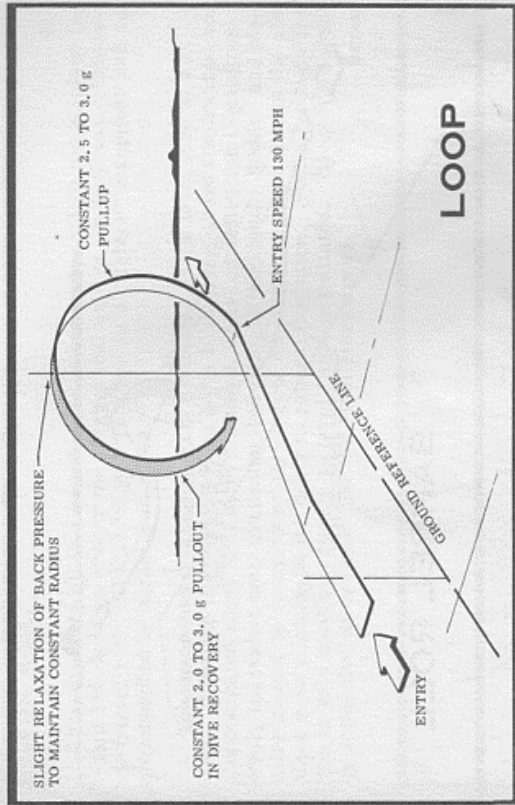 SLIGHT RELAXATION OF BACK PRESSURE
TO MAINTAIN CONSTANT RADIUS
CONSTANT 2.5 TO 3.0 g
PULLUP
CONSTANT 2.0 TO 3.0 g PULLOUT
IN DIVE RECOVERY
ENTRY SPEED 130 MPH
GROUND REFERENCE LINE
ENTRY
LOOP